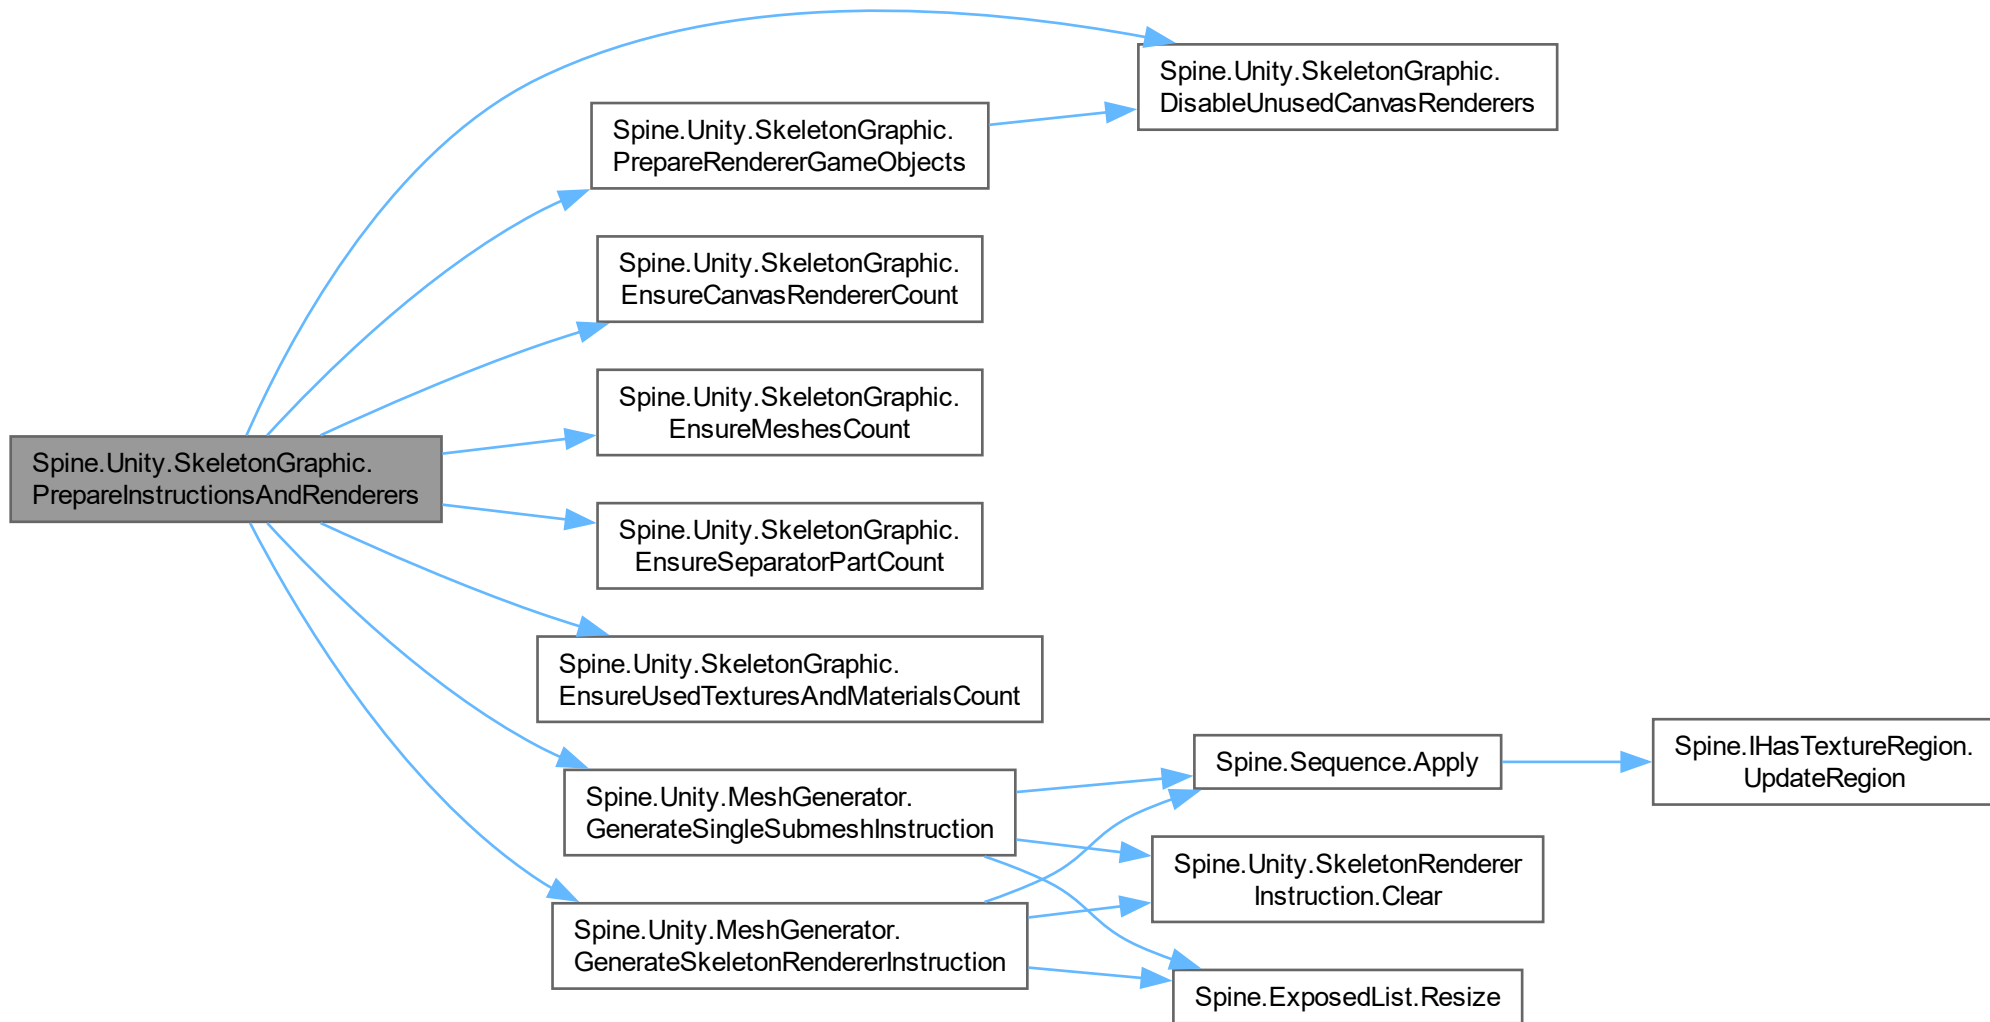 Spine.Unity.SkeletonGraphic.
DisableUnusedCanvasRenderers
Spine.Unity.SkeletonGraphic.
PrepareRendererGameObjects
Spine.Unity.SkeletonGraphic.
EnsureCanvasRendererCount
Spine.Unity.SkeletonGraphic.
EnsureMeshesCount
Spine.Unity.SkeletonGraphic.
PrepareInstructionsAndRenderers
Spine.Unity.SkeletonGraphic.
EnsureSeparatorPartCount
Spine.Unity.SkeletonGraphic.
EnsureUsedTexturesAndMaterialsCount
Spine.Sequence.Apply
Spine.IHasTextureRegion.
UpdateRegion
Spine.Unity.MeshGenerator.
GenerateSingleSubmeshInstruction
Spine.Unity.SkeletonRenderer
Instruction.Clear
Spine.Unity.MeshGenerator.
GenerateSkeletonRendererInstruction
Spine.ExposedList.Resize